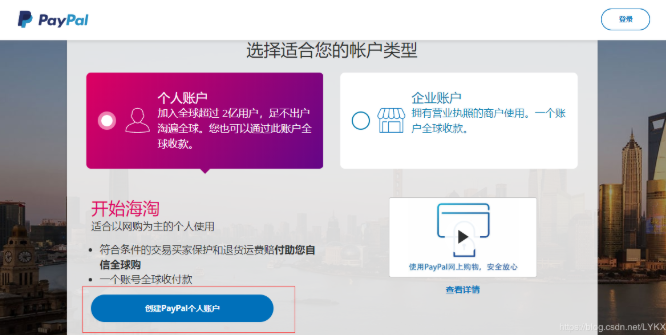 PayPal
登录
选择适合您的帐户类型
个人账户
加入全球超过 2亿用户，足不出户
淘遍全球。您也可以通过此账户全
球收款。
企业账户
拥有营业执照的商户使用。一个账
户全球收款。
开始海淘
适合以网购为主的个人使用
符合条件的交易买家保护和退货运费赔付助您自
信全球购
一个账号全球收付款
创建PayPal个人账户
使用PayPal网上购物，安全放心
查看详情
https://blog.csdn.net/LYKX